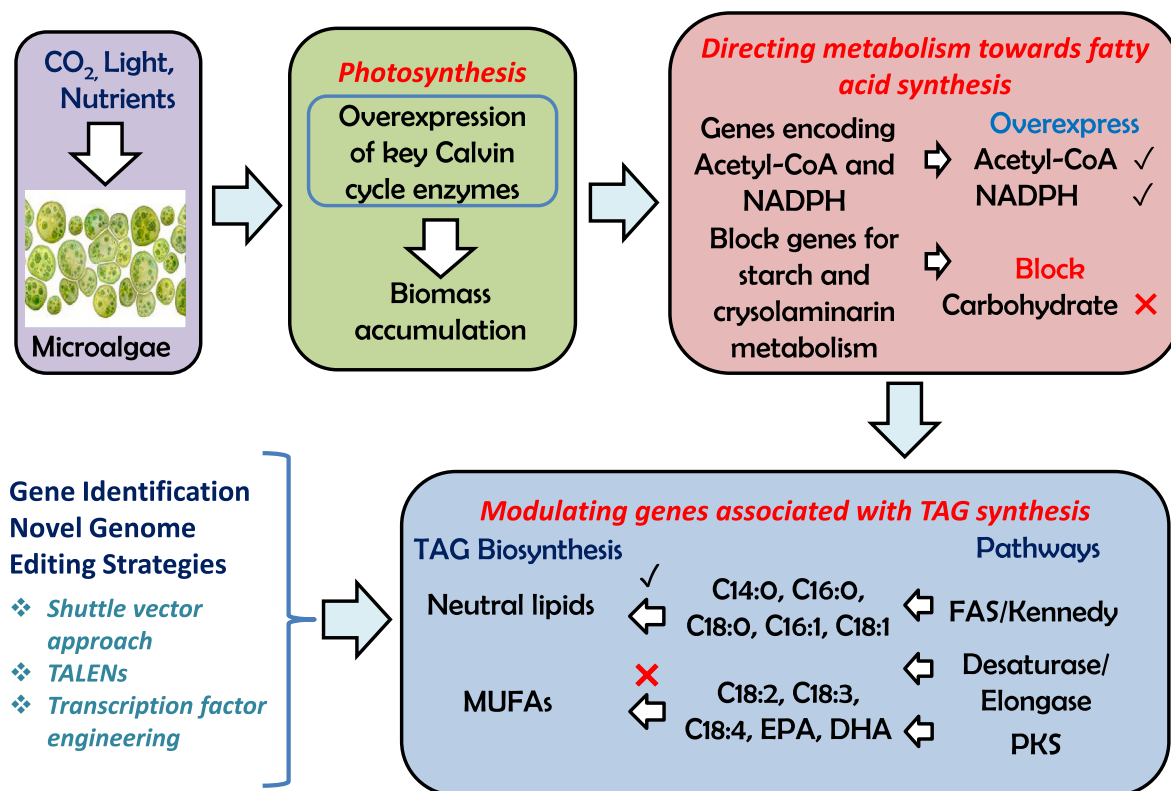 CO₂, Light,
Nutrients
Microalgae
Photosynthesis
Overexpression
of key Calvin
cycle enzymes
Biomass
accumulation
Directing metabolism towards fatty
acid synthesis
Genes encoding
Acetyl-CoA and
NADPH
Overexpress
Acetyl-CoA ✓
NADPH ✓
Block genes for
starch and
crysolaminarin
metabolism
Block
Carbohydrate ✕
Gene Identification
Novel Genome
Editing Strategies
❖ Shuttle vector
approach
❖ TALENs
❖ Transcription factor
engineering
Modulating genes associated with TAG synthesis
TAG Biosynthesis
Pathways
✓
Neutral lipids
C14:0, C16:0,
C18:0, C16:1, C18:1
FAS/Kennedy
✕
MUFAs
C18:2, C18:3,
C18:4, EPA, DHA
Desaturase/
Elongase
PKS